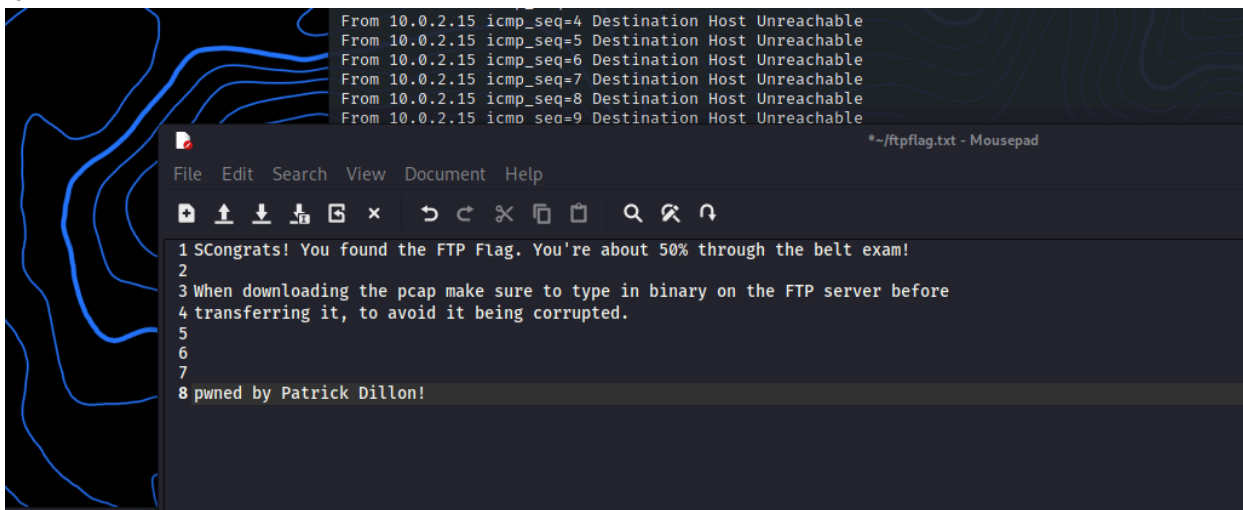 From 10.0.2.15 icmp_seq=4 Destination Host Unreachable
From 10.0.2.15 icmp_seq=5 Destination Host Unreachable
From 10.0.2.15 icmp_seq=6 Destination Host Unreachable
From 10.0.2.15 icmp_seq=7 Destination Host Unreachable
From 10.0.2.15 icmp_seq=8 Destination Host Unreachable
From 10.0.2.15 icmp_seq=9 Destination Host Unreachable
*~/ftpflag.txt - Mousepad
File Edit Search View Document Help
1 SCongrats! You found the FTP Flag. You're about 50% through the belt exam!
2
3 When downloading the pcap make sure to type in binary on the FTP server before
4 transferring it, to avoid it being corrupted.
5
6
7
8 pwned by Patrick Dillon!